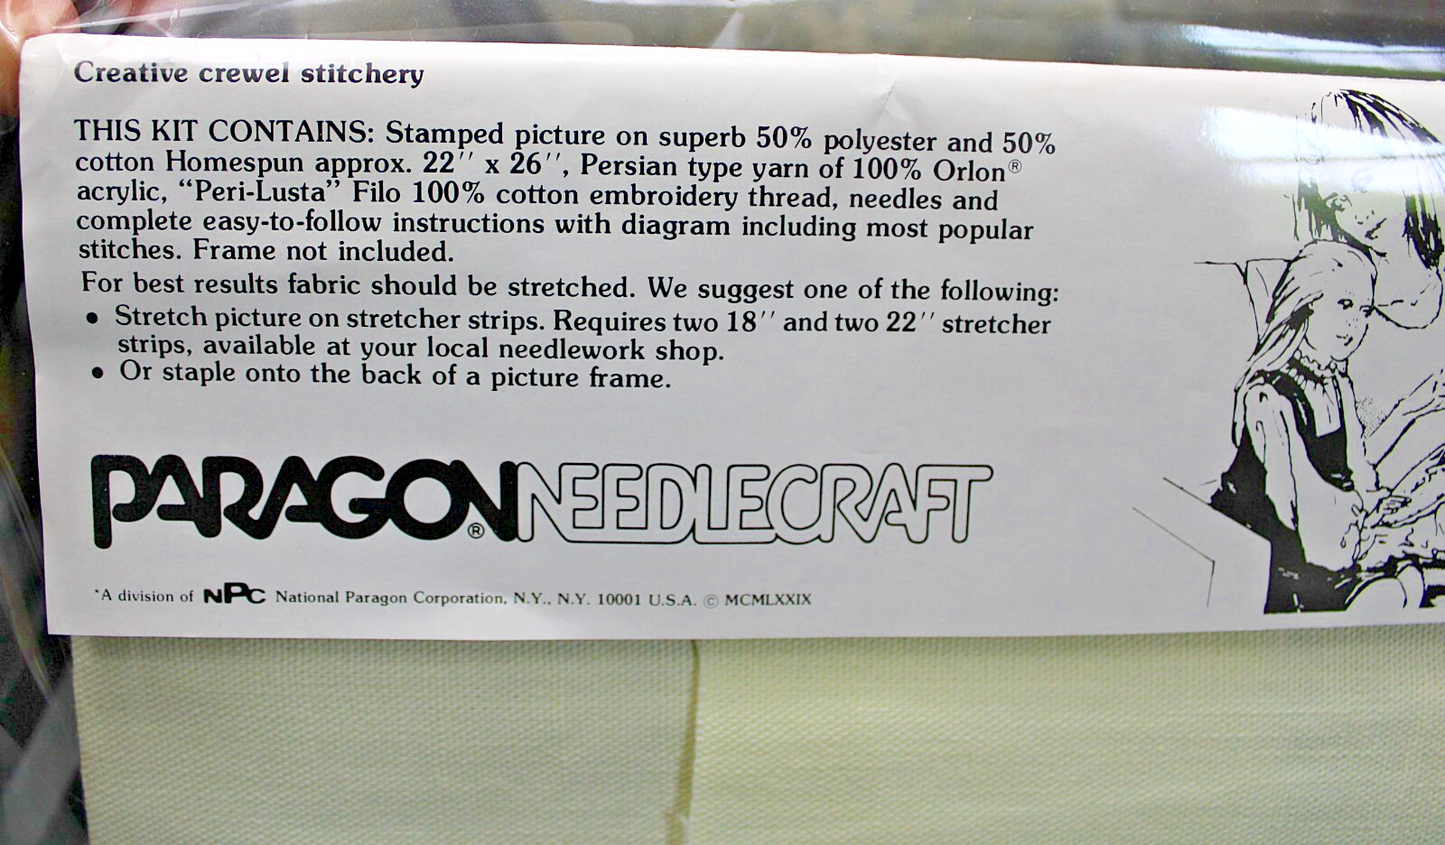 Creative crewel stitchery
THIS KIT CONTAINS: Stamped picture on superb 50% polyester and 50%
cotton Homespun approx. 22′′ x 26′′, Persian type yarn of 100% Orlon®
acrylic, “Peri-Lusta” Filo 100% cotton embroidery thread, needles and
complete easy-to-follow instructions with diagram including most popular
stitches. Frame not included.
For best results fabric should be stretched. We suggest one of the following:
• Stretch picture on stretcher strips. Requires two 18′′ and two 22′′ stretcher
strips, available at your local needlework shop.
• Or staple onto the back of a picture frame.
PARAGON® NEEDLECRAFT
*A division of NPC National Paragon Corporation, N.Y., N.Y. 10001 U.S.A. © MCMLXXIX